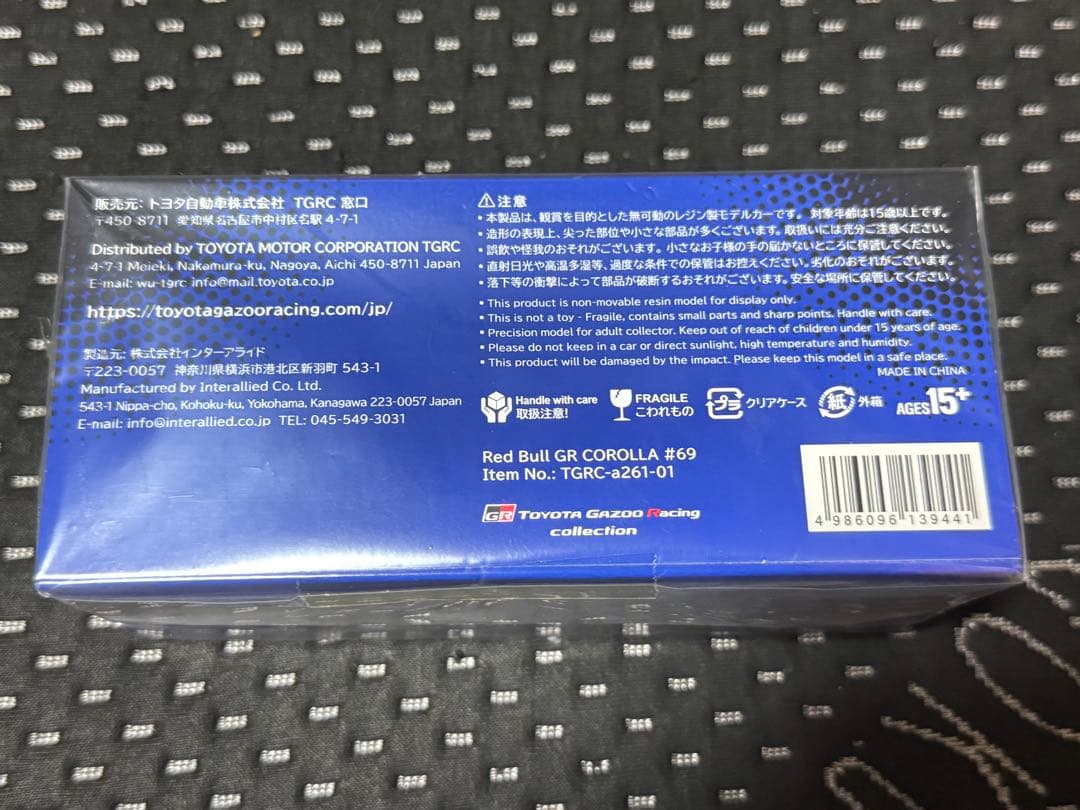 販売元: トヨタ自動車株式会社 TGRC 窓口
〒450-8711 愛知県名古屋市中村区名駅 4-7-1
Distributed by TOYOTA MOTOR CORPORATION TGRC
4-7-1 Meieki, Nakamura-ku, Nagoya, Aichi 450-8711 Japan
E-mail: wu-tgrc_info@mail.toyota.co.jp
https://toyotagazooracing.com/jp/
製造元: 株式会社インターアライド
〒223-0057 神奈川県横浜市港北区新羽町 543-1
Manufactured by Interallied Co. Ltd.
543-1 Nippa-cho, Kohoku-ku, Yokohama, Kanagawa 223-0057 Japan
E-mail: info@interallied.co.jp TEL: 045-549-3031
⚠注意
• 本製品は、観賞を目的とした無可動のレジン製モデルカーです。 対象年齢は15歳以上です。
• 造形の表現上、尖った部位や小さな部品が多くございます。取扱いには充分ご注意ください。
• 誤飲や怪我のおそれがございます。小さなお子様の手の届かないところに保管してください。
• 直射日光や高温多湿等、過度な条件での保管はお控えください。劣化のおそれがございます。
• 落下等の衝撃によって部品が破断するおそれがございます。安全な場所に保管してください。
• This product is non-movable resin model for display only.
• This is not a toy - Fragile, contains small parts and sharp points. Handle with care.
• Precision model for adult collector. Keep out of reach of children under 15 years of age.
• Please do not keep in a car or direct sunlight, high temperature and humidity.
• This product will be damaged by the impact. Please keep this model in a safe place.
MADE IN CHINA
Handle with care
取扱注意!
FRAGILE
こわれもの
プラ クリアケース
紙 外箱
AGES15+
Red Bull GR COROLLA #69
Item No.: TGRC-a261-01
GR TOYOTA GAZOO Racing
collection
4 986096 139441